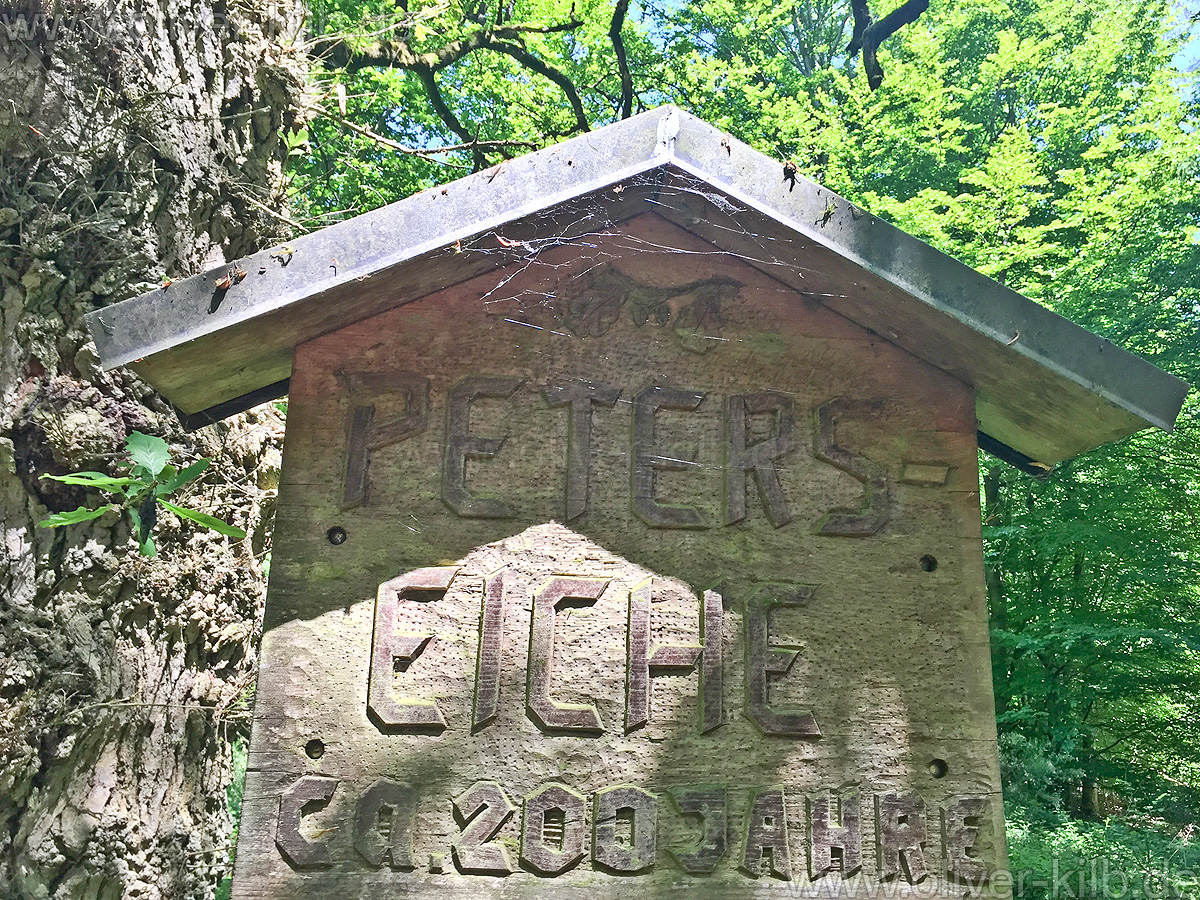 PETERS-
EICHE
CA. 200 JAHRE
www.oliver-kilb.de